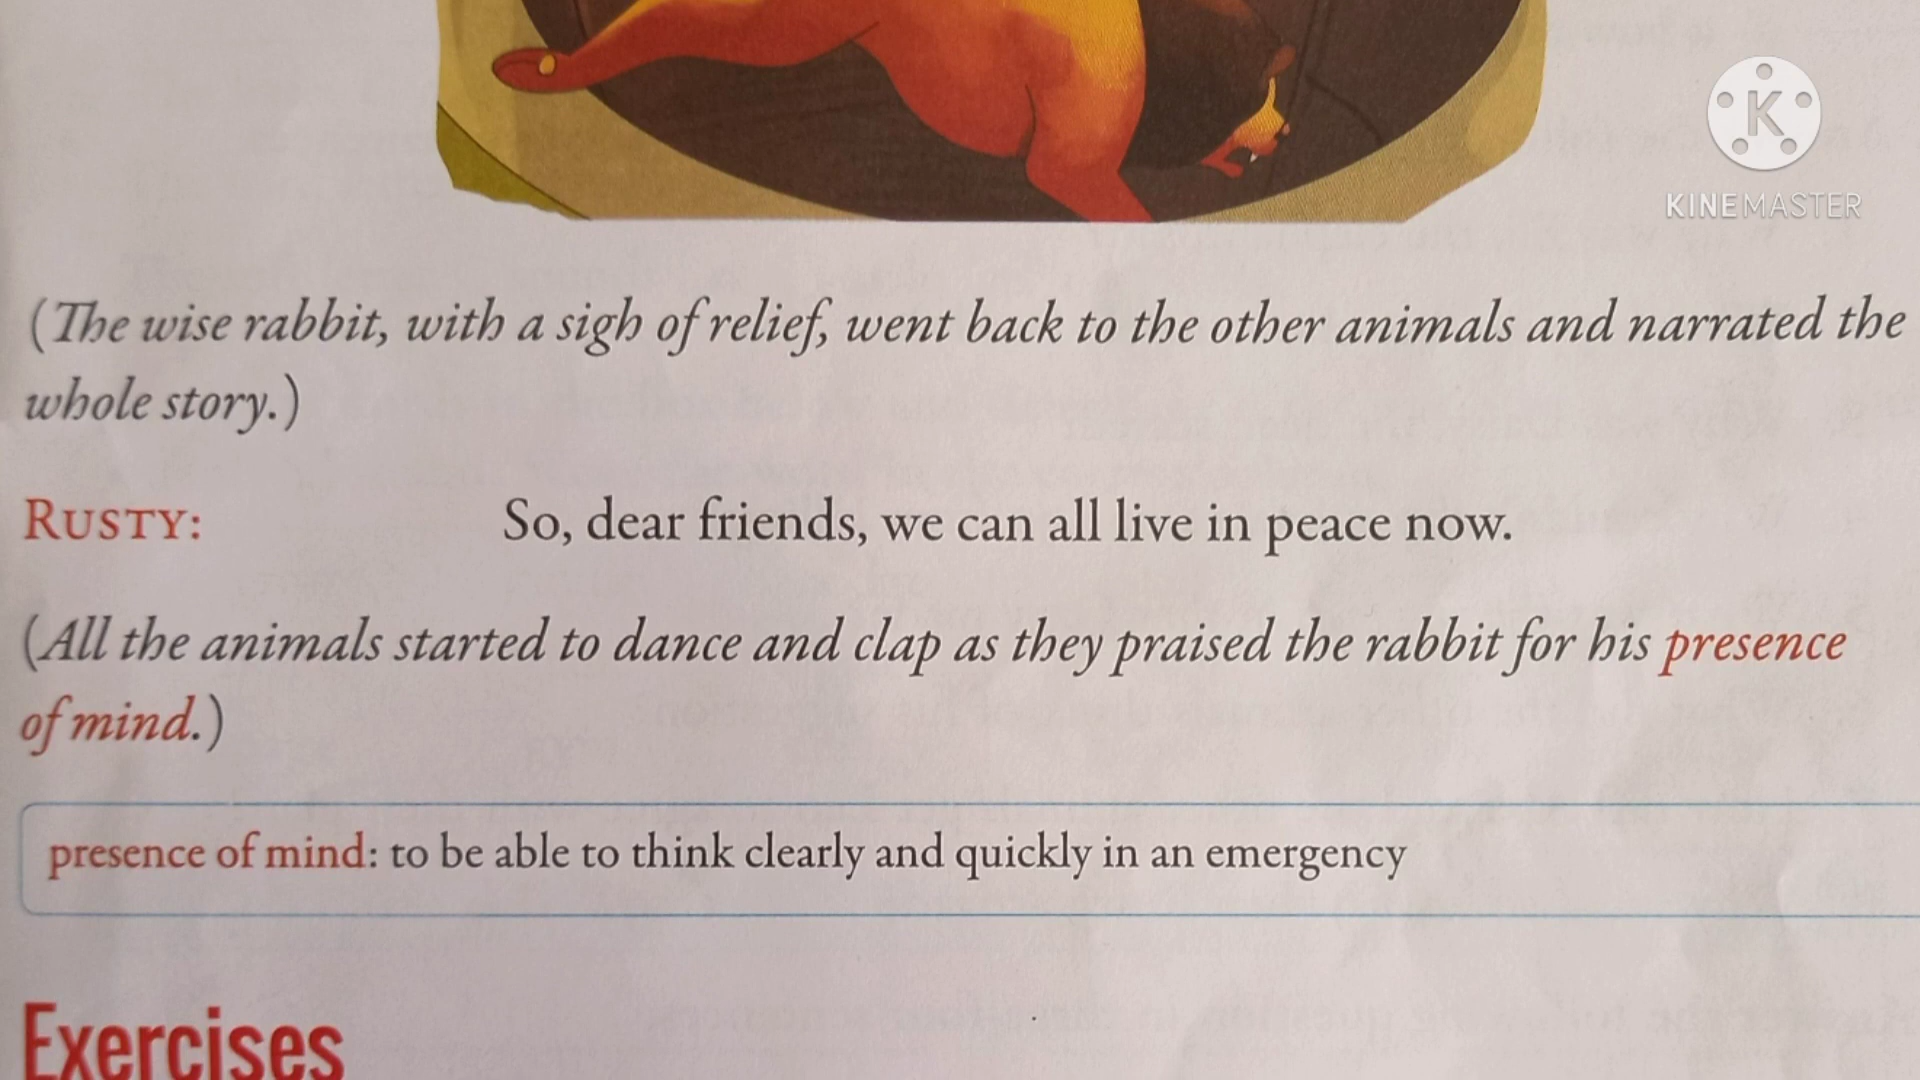 K
KINEMASTER
(The wise rabbit, with a sigh of relief, went back to the other animals and narrated the
whole story.)
RUSTY: So, dear friends, we can all live in peace now.
(All the animals started to dance and clap as they praised the rabbit for his presence
of mind.)
presence of mind: to be able to think clearly and quickly in an emergency
Exercises